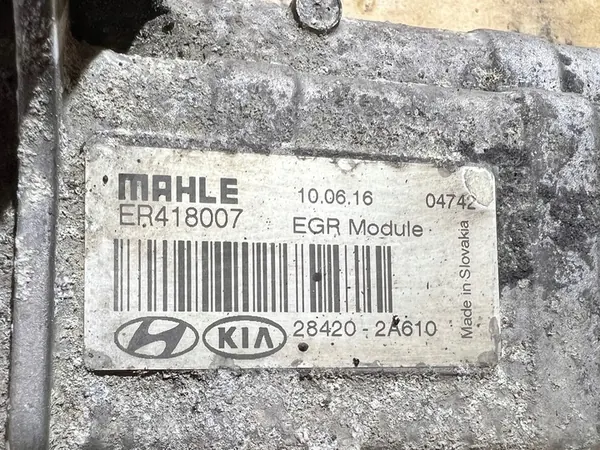 MAHLE
ER418007
10.06.16 04742
EGR Module
KIA
28420-2A610
Made in Slovakia